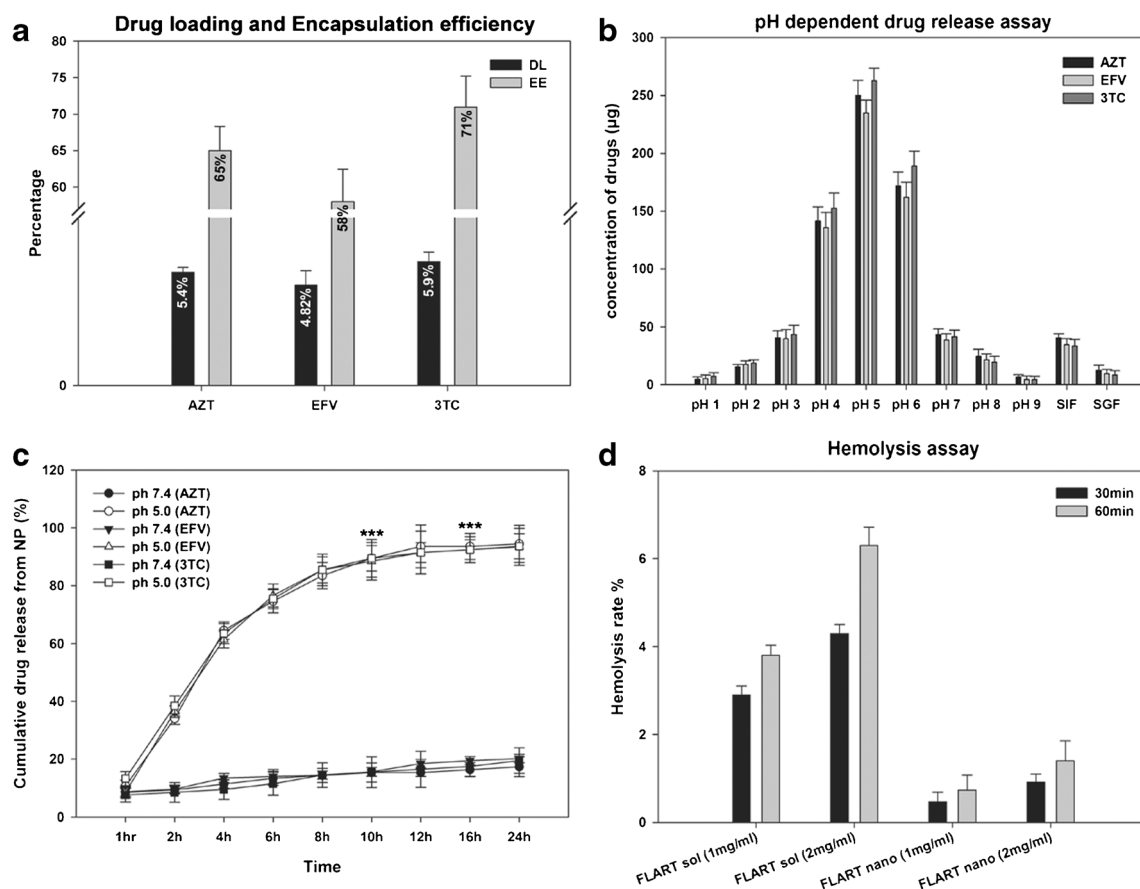 a
Drug loading and Encapsulation efficiency
80
75
70
65
60
0
Percentage
DL
EE
5.4%
65%
4.82%
58%
5.9%
71%
AZT
EFV
3TC
b
pH dependent drug release assay
300
250
200
150
100
50
0
concentration of drugs (µg)
AZT
EFV
3TC
pH 1
pH 2
pH 3
pH 4
pH 5
pH 6
pH 7
pH 8
pH 9
SIF
SGF
c
120
100
80
60
40
20
0
Cumulative drug release from NP (%)
ph 7.4 (AZT)
ph 5.0 (AZT)
ph 7.4 (EFV)
ph 5.0 (EFV)
ph 7.4 (3TC)
ph 5.0 (3TC)
***
***
1hr
2h
4h
6h
8h
10h
12h
16h
24h
Time
d
Hemolysis assay
8
6
4
2
0
Hemolysis rate %
30min
60min
FLART sol (1mg/ml)
FLART sol (2mg/ml)
FLART nano (1mg/ml)
FLART nano (2mg/ml)